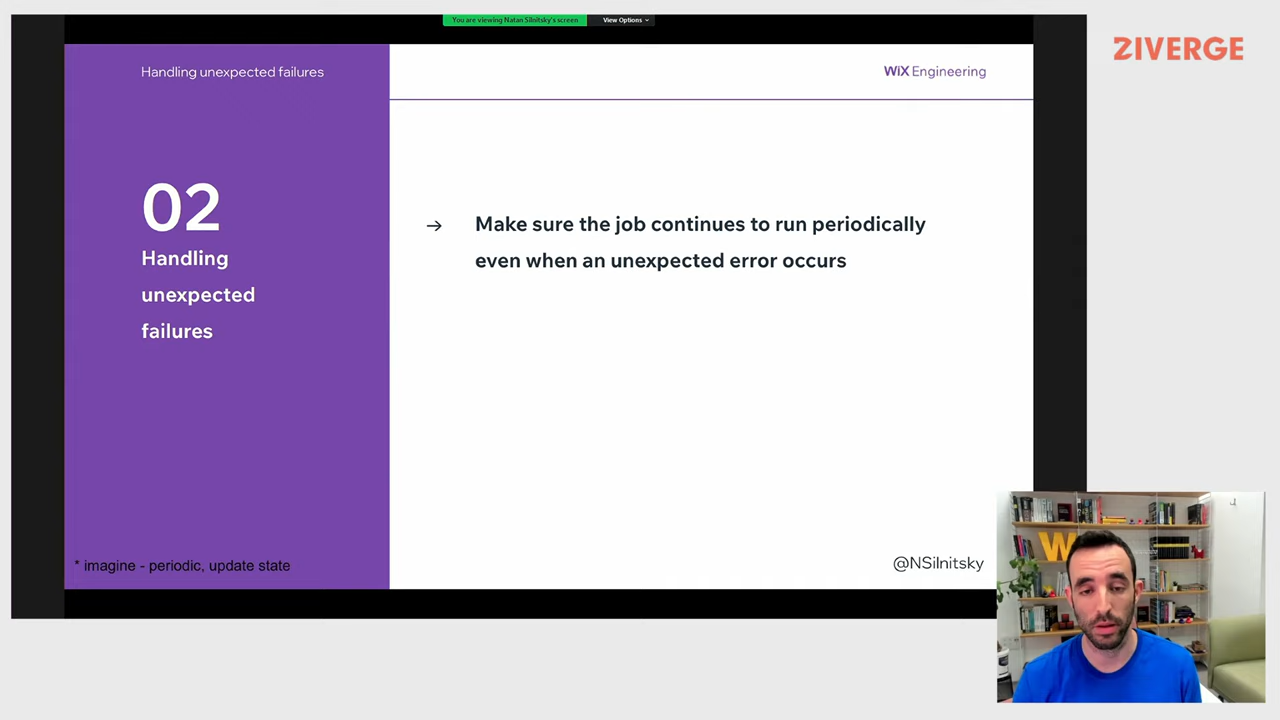 You are viewing Natan Silnitsky's screen
View Options
ZIVERGE
Handling unexpected failures
WiX Engineering
02
Handling
unexpected
failures
→ Make sure the job continues to run periodically
even when an unexpected error occurs
* imagine - periodic, update state
@NSilnitsky
W